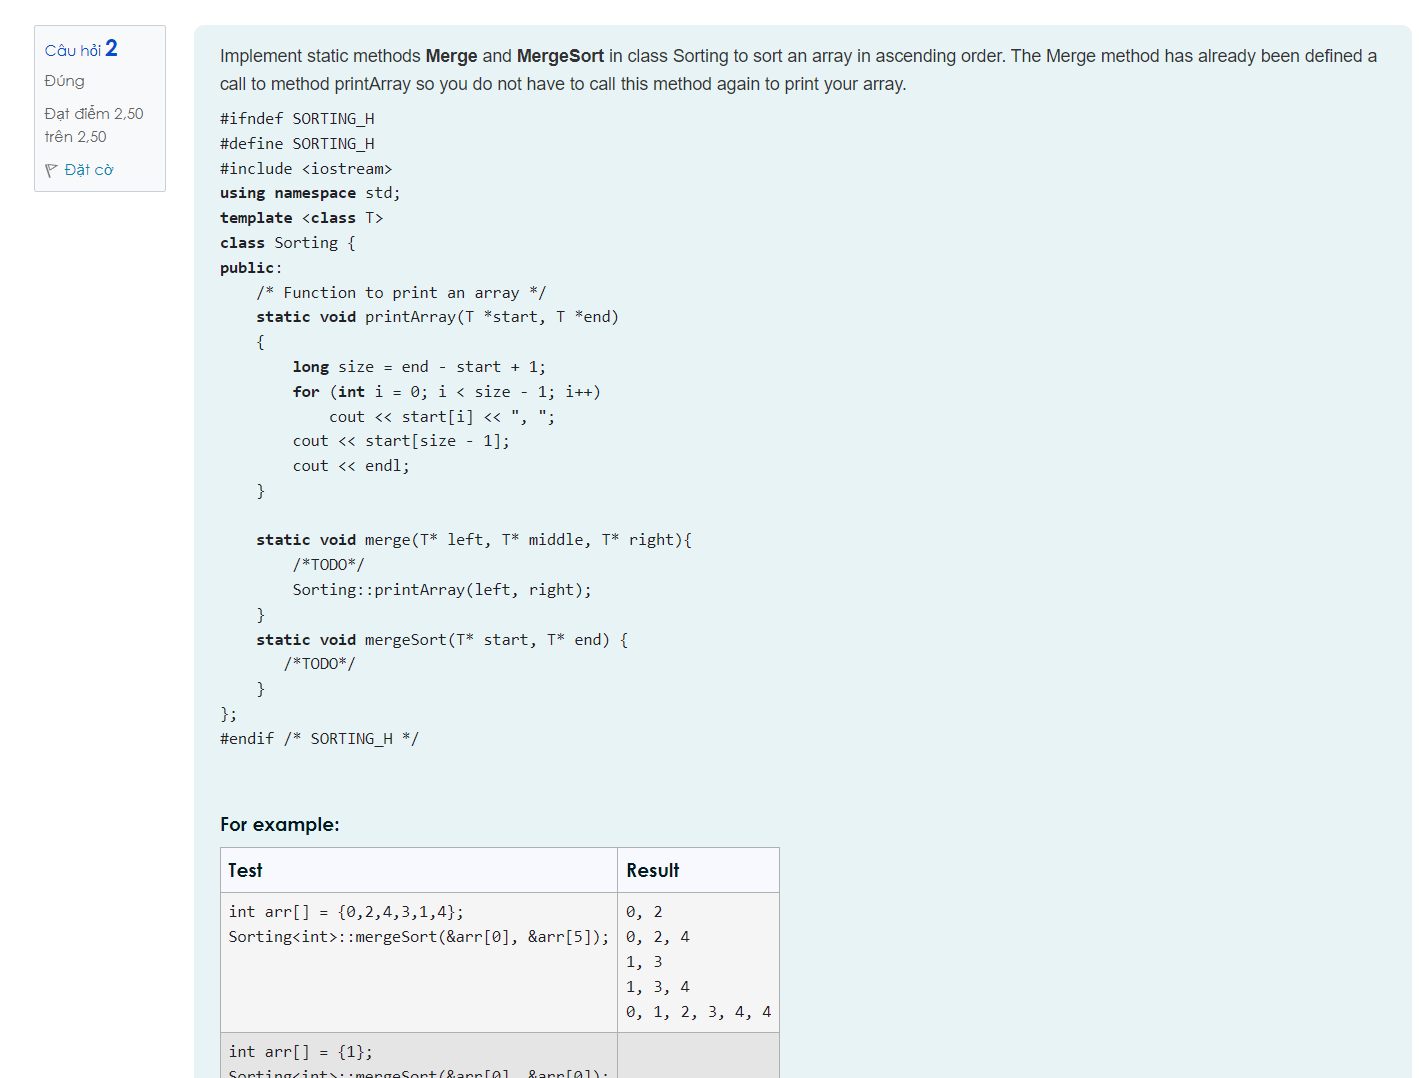 Câu hỏi 2
Đúng
Đạt điểm 2,50
trên 2,50
Đặt cờ
Implement static methods Merge and MergeSort in class Sorting to sort an array in ascending order. The Merge method has already been defined a
call to method printArray so you do not have to call this method again to print your array.
#ifndef SORTING_H
#define SORTING_H
#include <iostream>
using namespace std;
template <class T>
class Sorting {
public:
    /* Function to print an array */
    static void printArray(T *start, T *end)
    {
        long size = end - start + 1;
        for (int i = 0; i < size - 1; i++)
            cout << start[i] << ", ";
        cout << start[size - 1];
        cout << endl;
    }

    static void merge(T* left, T* middle, T* right){
        /*TODO*/
        Sorting::printArray(left, right);
    }
    static void mergeSort(T* start, T* end) {
       /*TODO*/
    }
};
#endif /* SORTING_H */
For example:
Test Result
int arr[] = {0,2,4,3,1,4};
Sorting<int>::mergeSort(&arr[0], &arr[5]);
0, 2
0, 2, 4
1, 3
1, 3, 4
0, 1, 2, 3, 4, 4
int arr[] = {1};
Sorting<int>::mergeSort(&arr[0], &arr[0]);